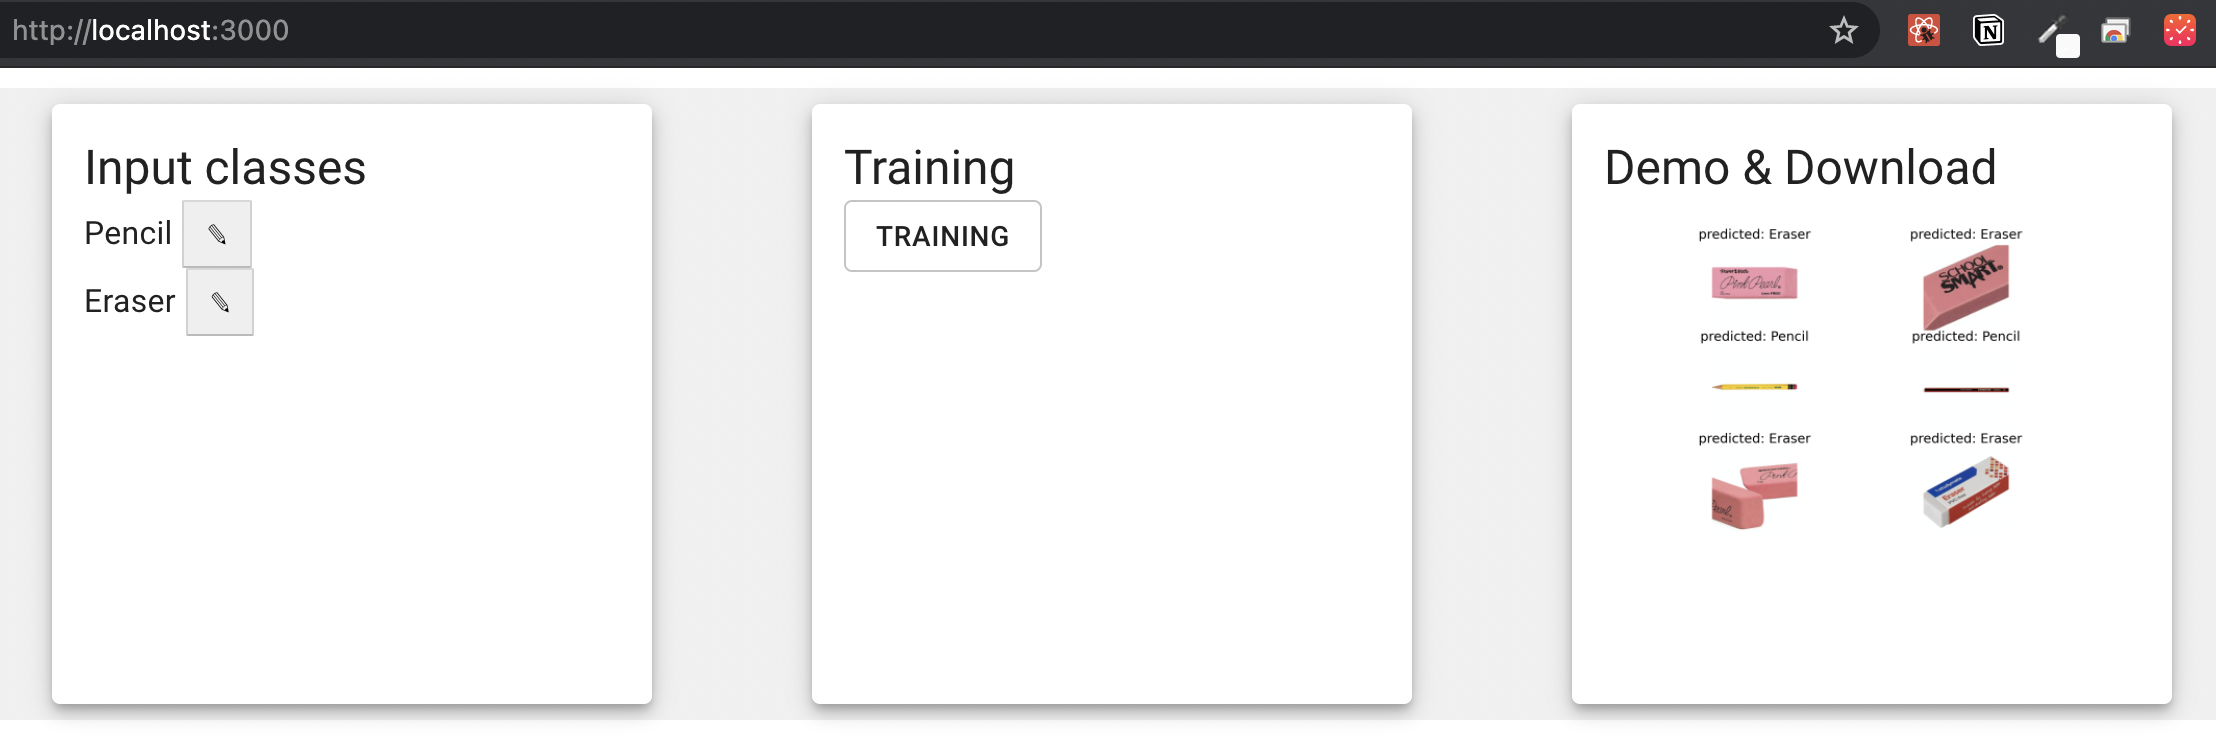 http://localhost:3000
Input classes
Pencil
Eraser
Training
TRAINING
Demo & Download
predicted: Eraser
predicted: Eraser
Pink Pearl
SCHOOL
SMART
predicted: Pencil
predicted: Pencil
predicted: Eraser
predicted: Eraser
Eraser